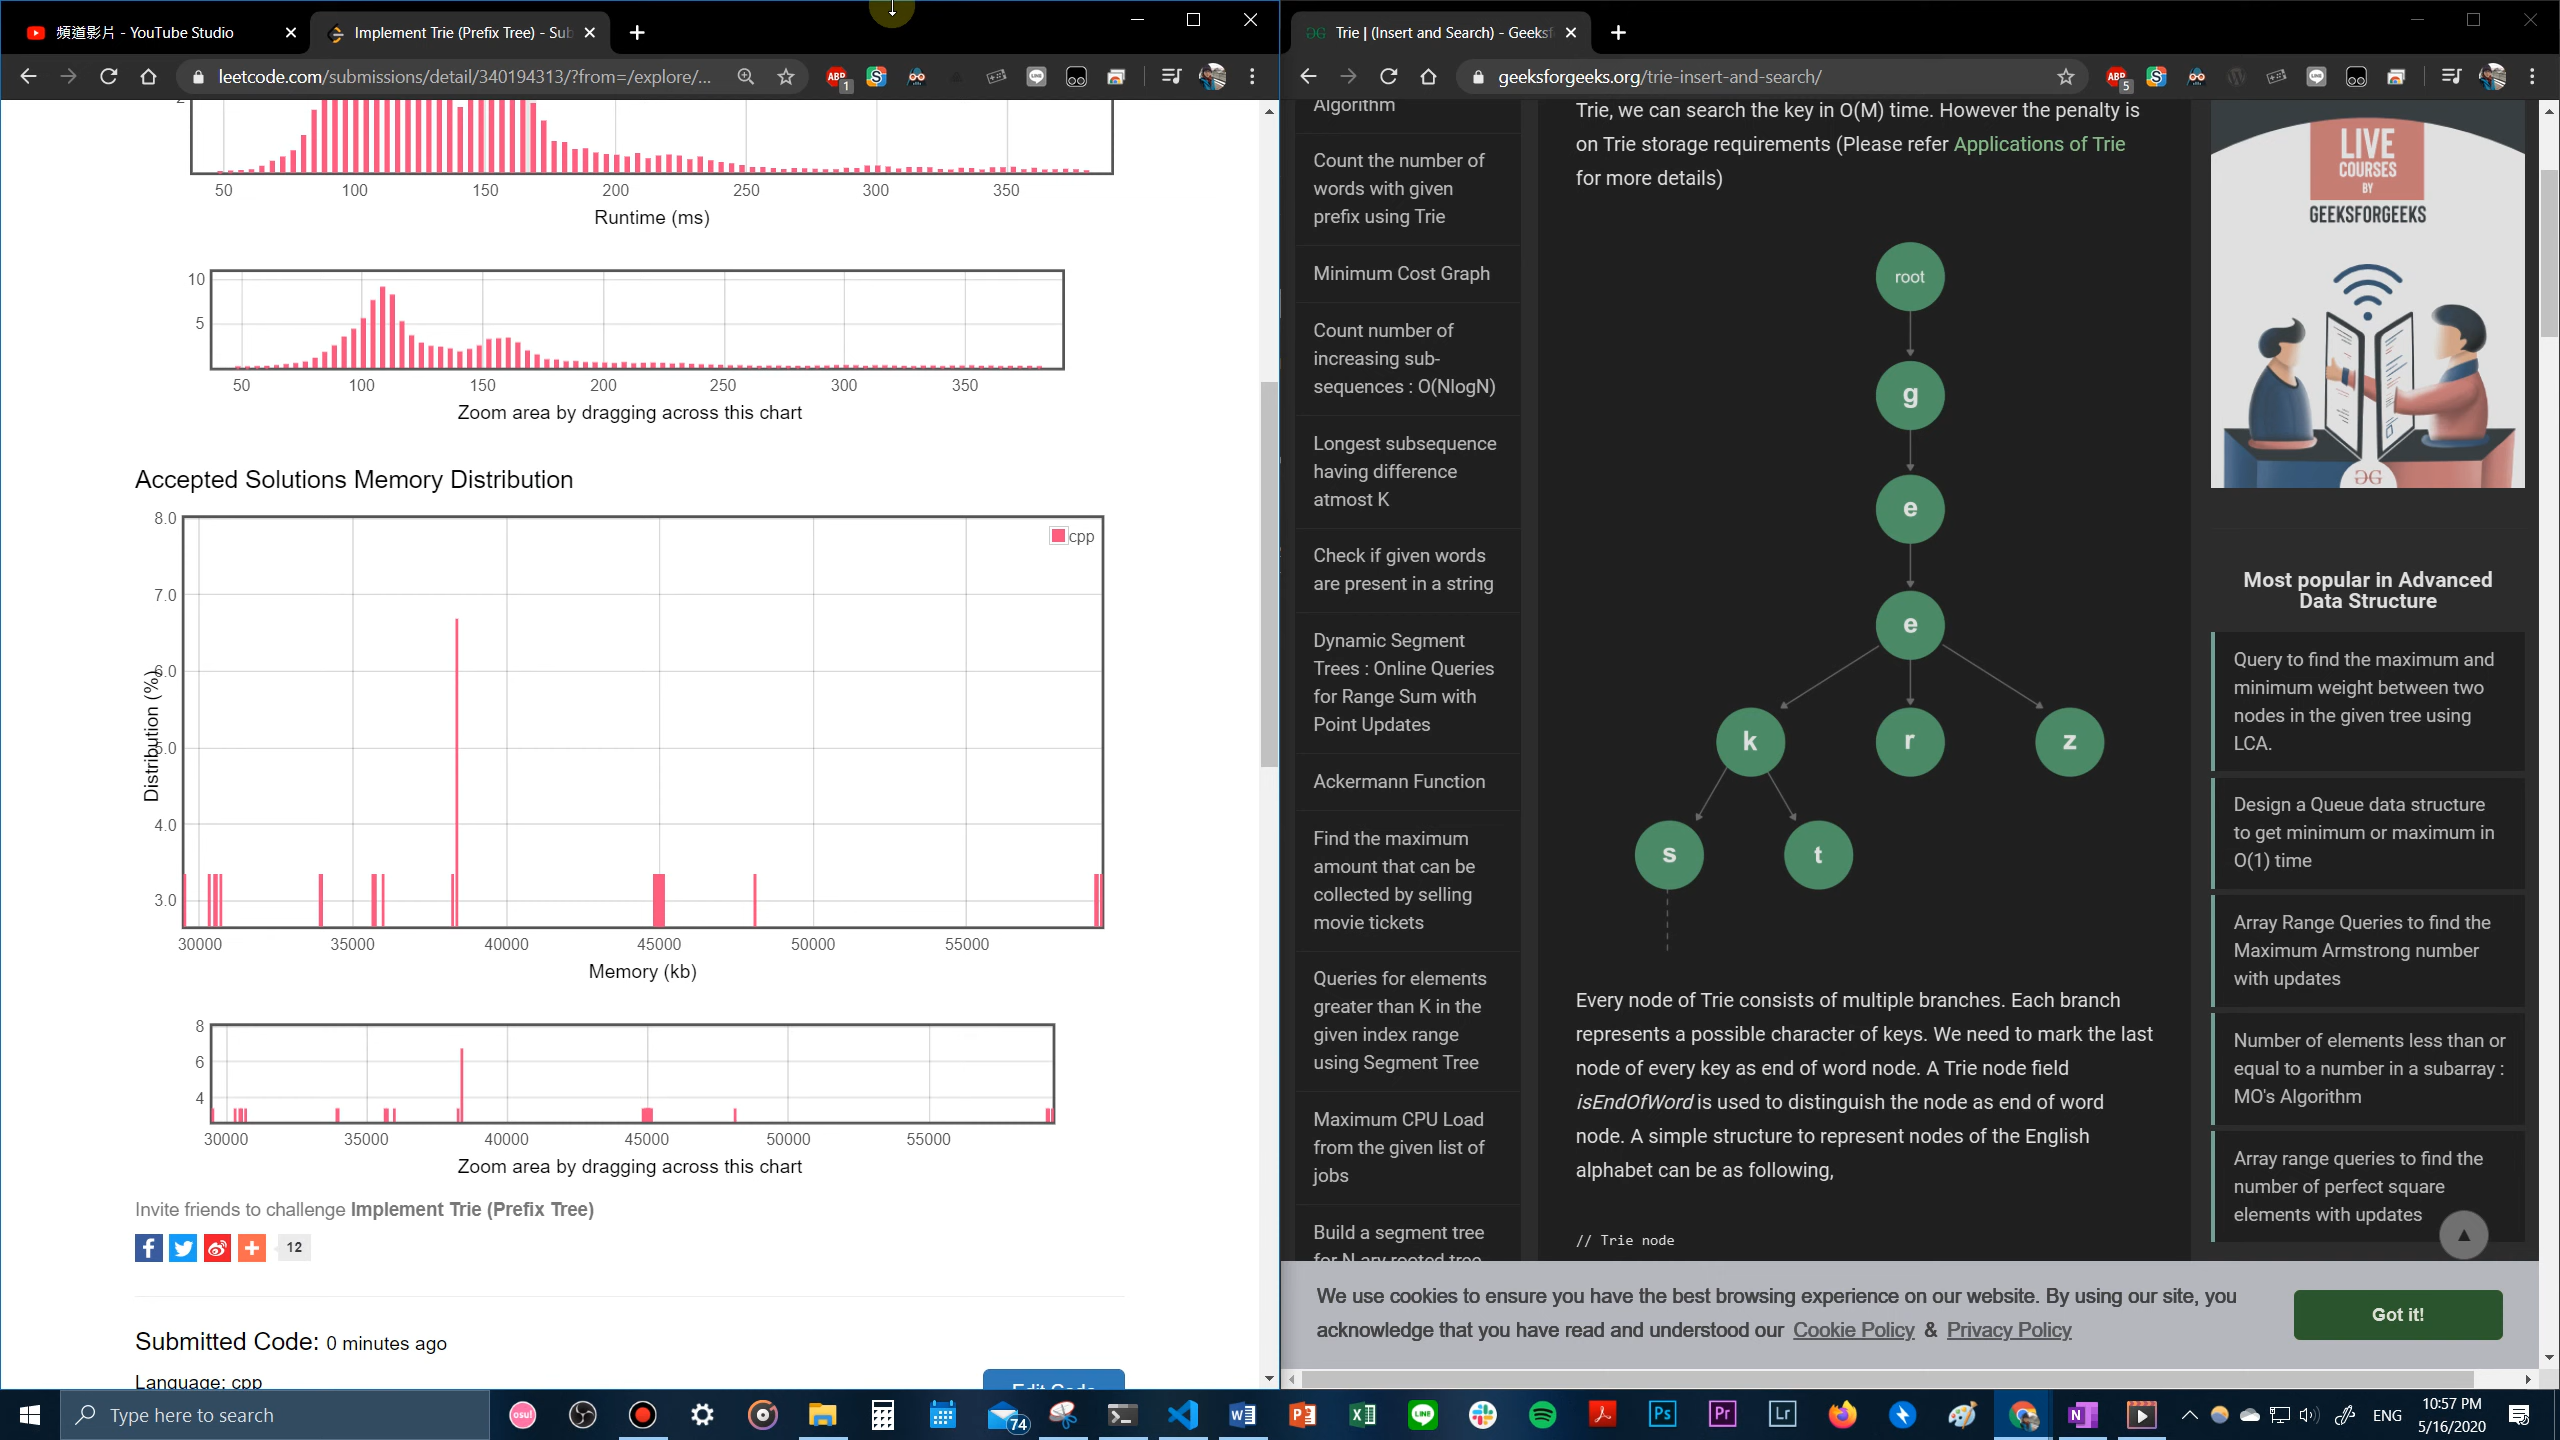 頻道影片 - YouTube Studio
Implement Trie (Prefix Tree) - Sub
leetcode.com/submissions/detail/340194313/?from=/explore/...
ABP
1
2
50 100 150 200 250 300 350
Runtime (ms)
10
5
50 100 150 200 250 300 350
Zoom area by dragging across this chart
Accepted Solutions Memory Distribution
8.0
7.0
6.0
5.0
4.0
3.0
Distribution (%)
cpp
30000 35000 40000 45000 50000 55000
Memory (kb)
8
6
4
30000 35000 40000 45000 50000 55000
Zoom area by dragging across this chart
Invite friends to challenge Implement Trie (Prefix Tree)
12
Submitted Code: 0 minutes ago
Language: cpp
Edit Code
Trie | (Insert and Search) - Geeksf
geeksforgeeks.org/trie-insert-and-search/
ABP
5
Algorithm
Count the number of
words with given
prefix using Trie
Minimum Cost Graph
Count number of
increasing sub-
sequences : O(NlogN)
Longest subsequence
having difference
atmost K
Check if given words
are present in a string
Dynamic Segment
Trees : Online Queries
for Range Sum with
Point Updates
Ackermann Function
Find the maximum
amount that can be
collected by selling
movie tickets
Queries for elements
greater than K in the
given index range
using Segment Tree
Maximum CPU Load
from the given list of
jobs
Build a segment tree
for N-ary rooted tree
Trie, we can search the key in O(M) time. However the penalty is
on Trie storage requirements (Please refer Applications of Trie
for more details)
root
g
e
e
k r z
s t
Every node of Trie consists of multiple branches. Each branch
represents a possible character of keys. We need to mark the last
node of every key as end of word node. A Trie node field
isEndOfWord is used to distinguish the node as end of word
node. A simple structure to represent nodes of the English
alphabet can be as following,
// Trie node
LIVE
COURSES
BY
GEEKSFORGEEKS
Most popular in Advanced
Data Structure
Query to find the maximum and
minimum weight between two
nodes in the given tree using
LCA.
Design a Queue data structure
to get minimum or maximum in
O(1) time
Array Range Queries to find the
Maximum Armstrong number
with updates
Number of elements less than or
equal to a number in a subarray :
MO's Algorithm
Array range queries to find the
number of perfect square
elements with updates
We use cookies to ensure you have the best browsing experience on our website. By using our site, you
acknowledge that you have read and understood our Cookie Policy & Privacy Policy
Got it!
Type here to search
osu!
74
LINE
Ps
Pr
Lr
ENG
10:57 PM
5/16/2020